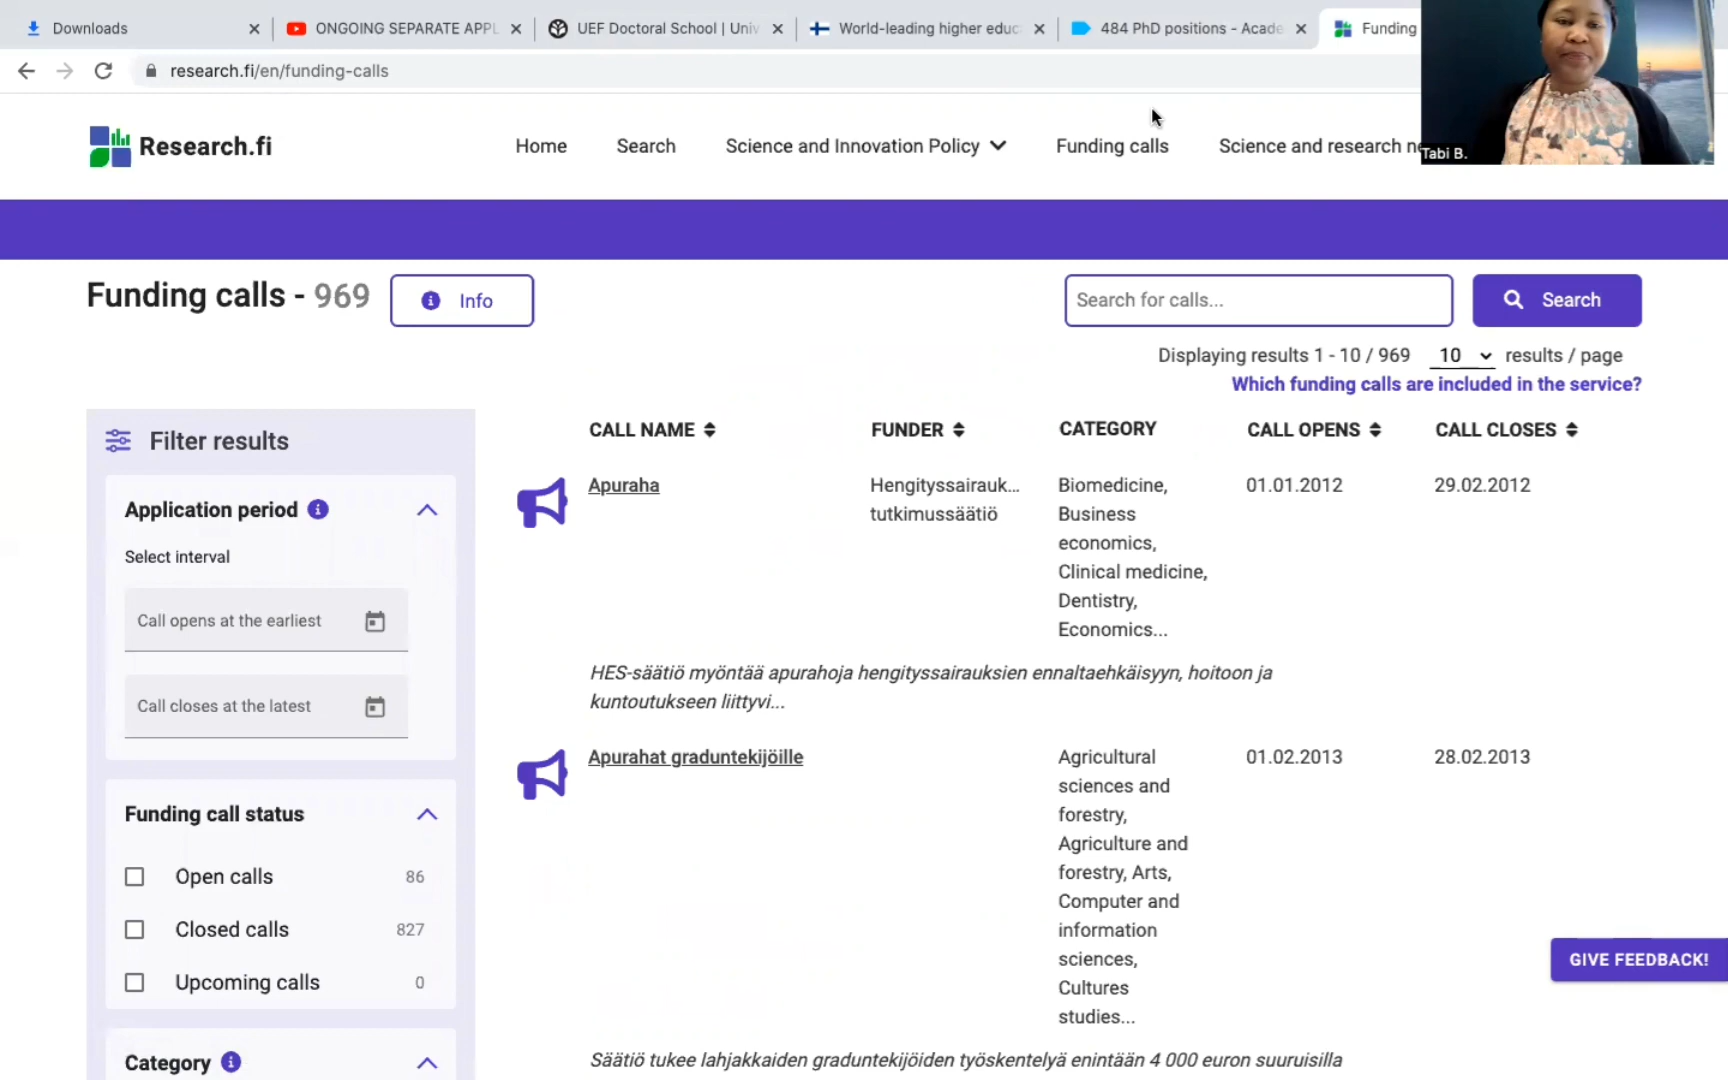 Downloads
ONGOING SEPARATE APPL
UEF Doctoral School | Univ
World-leading higher educ
484 PhD positions - Acade
Funding
research.fi/en/funding-calls
Research.fi
Home
Search
Science and Innovation Policy
Funding calls
Science and research ne
Tabi B.
Funding calls - 969
Info
Search for calls...
Search
Displaying results 1 - 10 / 969
10
results / page
Which funding calls are included in the service?
Filter results
Application period
Select interval
Call opens at the earliest
Call closes at the latest
Funding call status
Open calls 86
Closed calls 827
Upcoming calls 0
Category
CALL NAME
FUNDER
CATEGORY
CALL OPENS
CALL CLOSES
Apuraha
Hengityssairauk...
tutkimussäätiö
Biomedicine,
Business
economics,
Clinical medicine,
Dentistry,
Economics...
01.01.2012
29.02.2012
HES-säätiö myöntää apurahoja hengityssairauksien ennaltaehkäisyyn, hoitoon ja
kuntoutukseen liittyvi...
Apurahat graduntekijöille
Agricultural
sciences and
forestry,
Agriculture and
forestry, Arts,
Computer and
information
sciences,
Cultures
studies...
01.02.2013
28.02.2013
Säätiö tukee lahjakkaiden graduntekijöiden työskentelyä enintään 4 000 euron suuruisilla
GIVE FEEDBACK!